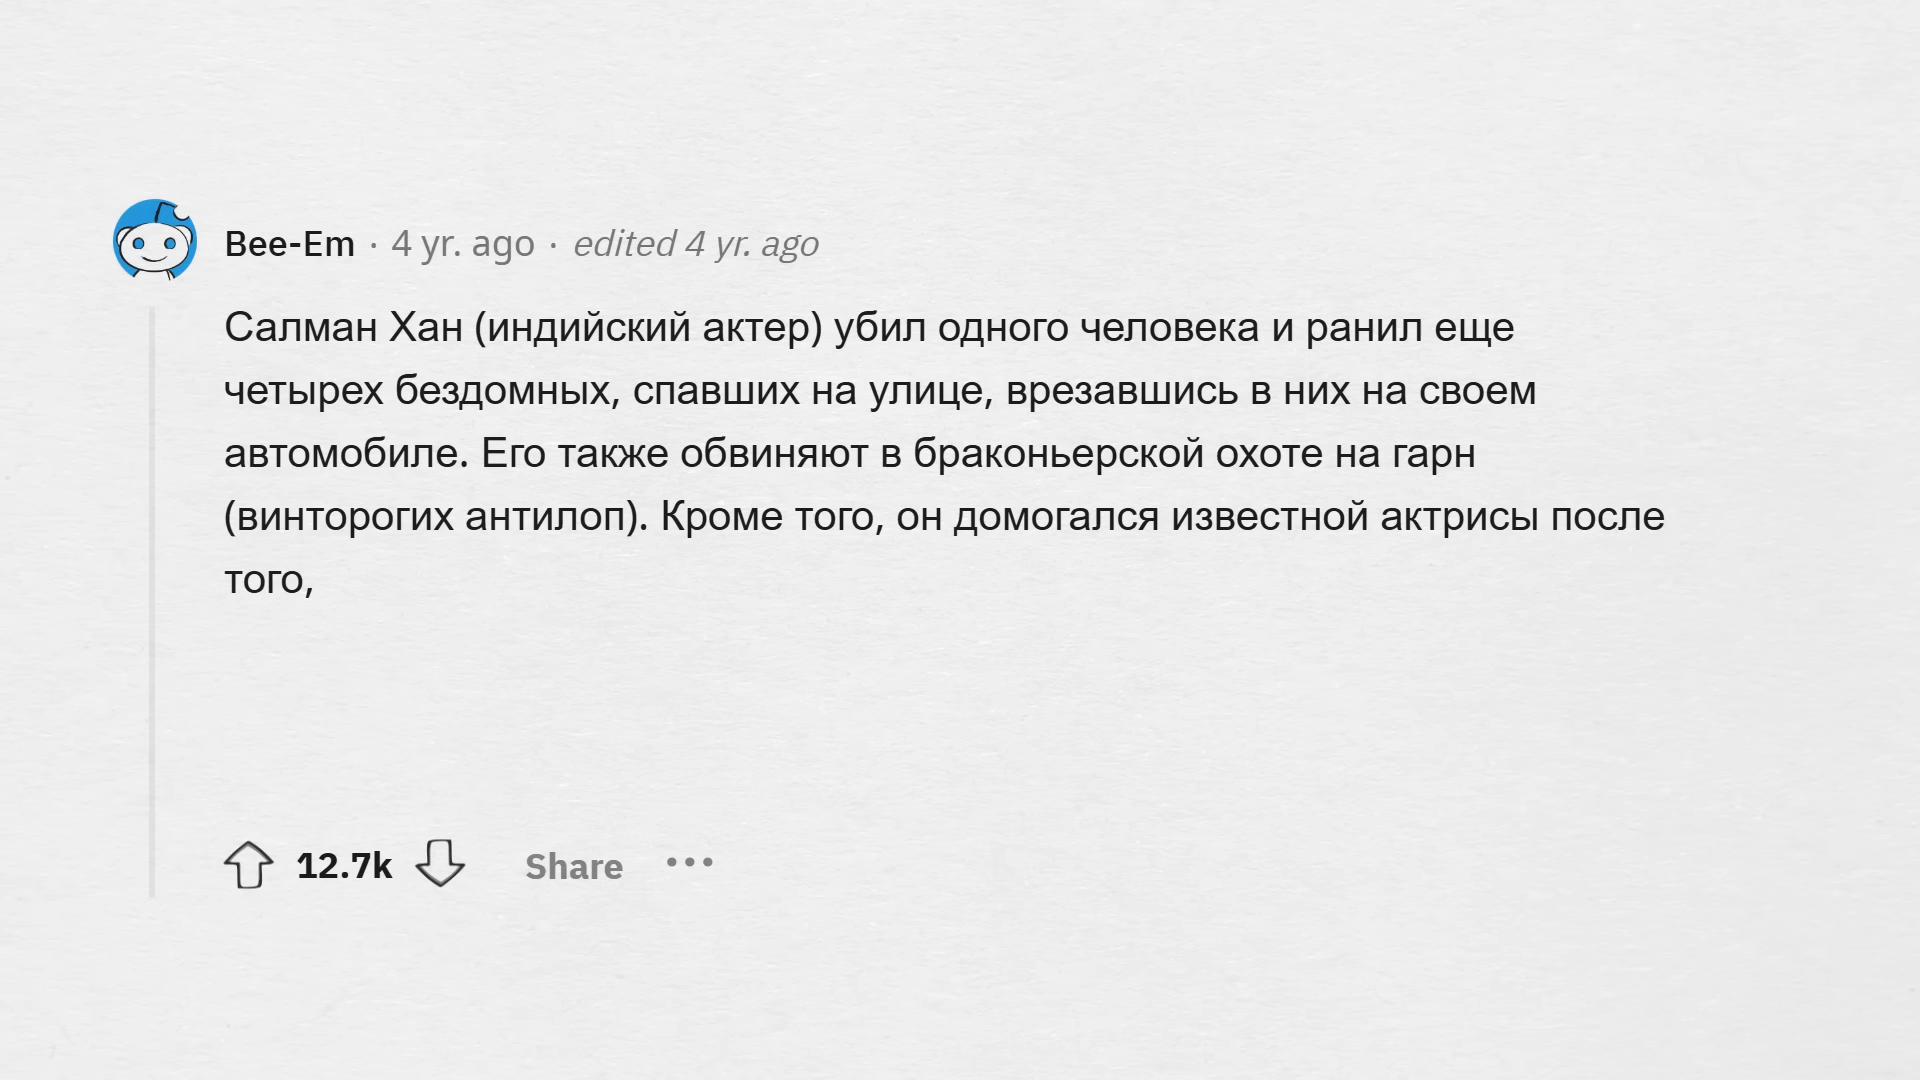 Bee-Em · 4 yr. ago · edited 4 yr. ago
Салман Хан (индийский актер) убил одного человека и ранил еще
четырех бездомных, спавших на улице, врезавшись в них на своем
автомобиле. Его также обвиняют в браконьерской охоте на гарн
(винторогих антилоп). Кроме того, он домогался известной актрисы после
того,
12.7k Share •••